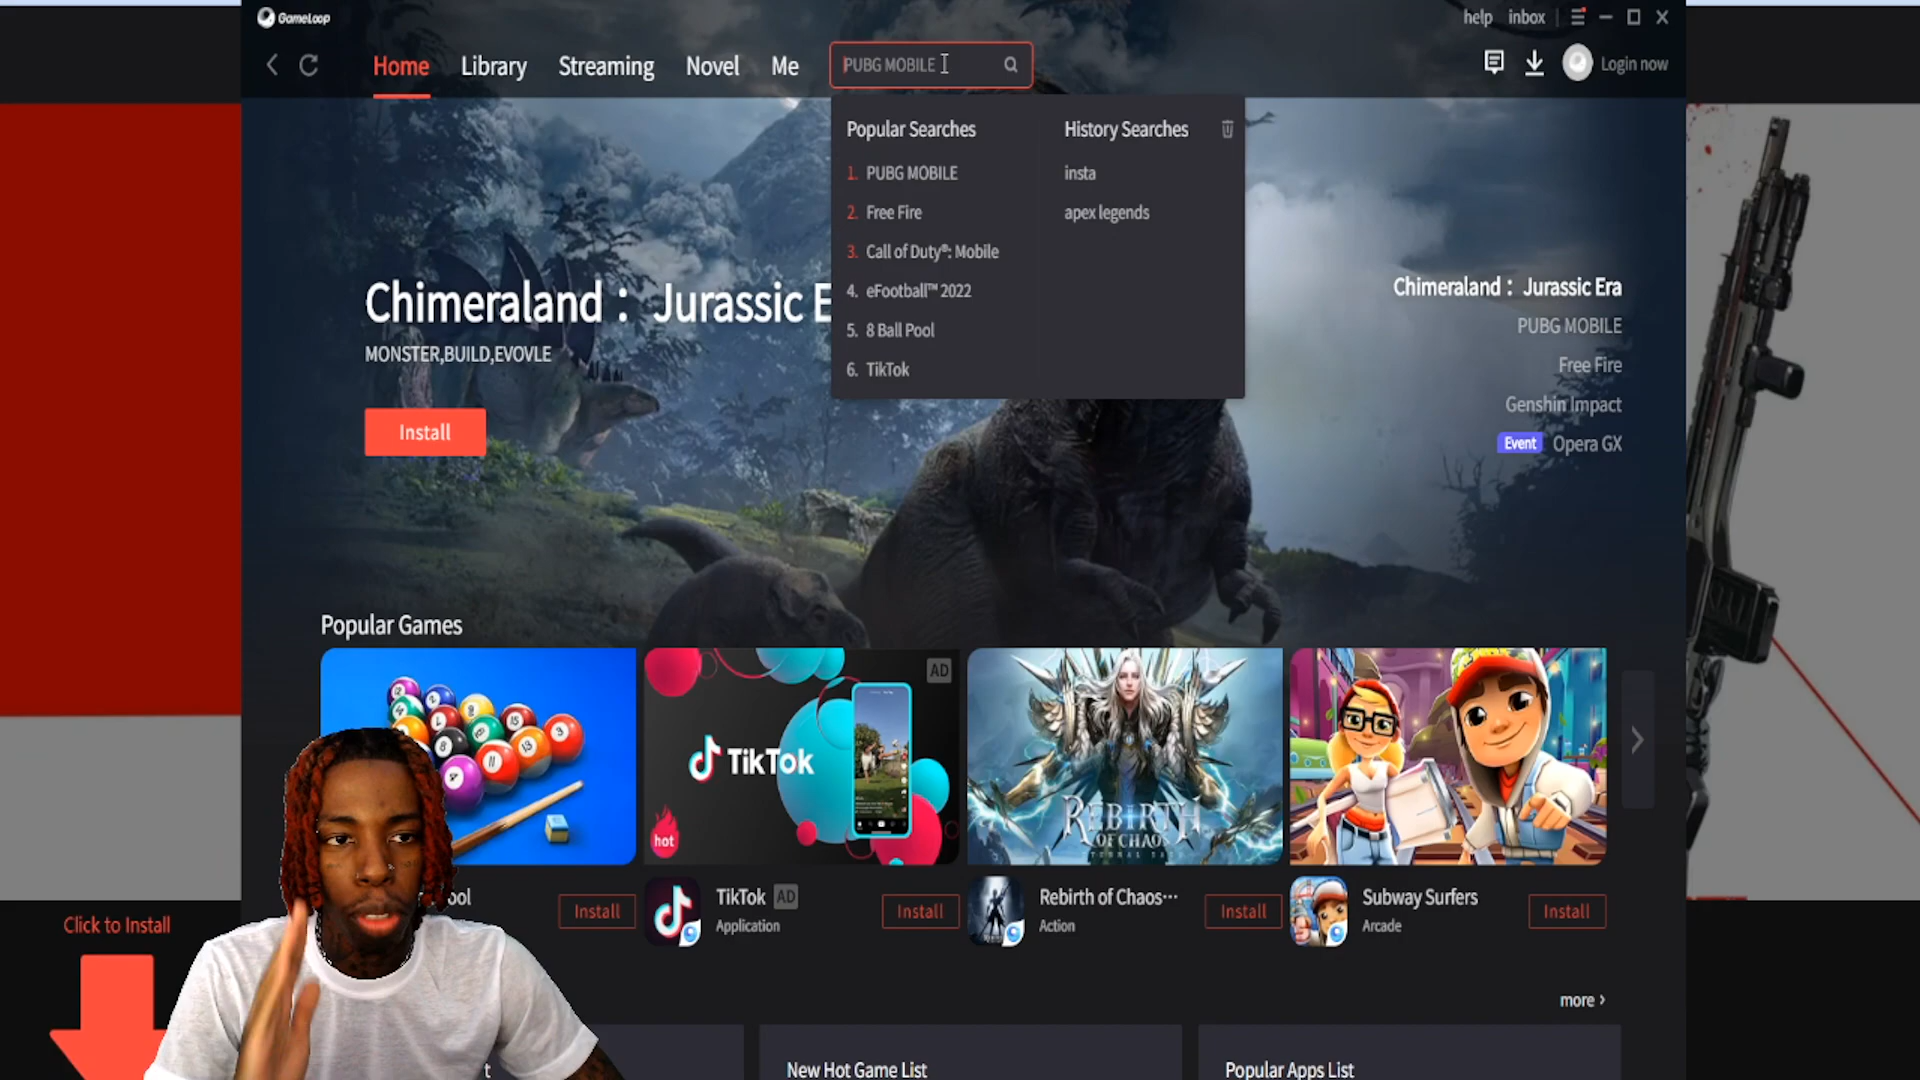 GameLoop
help inbox
Home Library Streaming Novel Me
PUBG MOBILE
Login now
Popular Searches
1. PUBG MOBILE
2. Free Fire
3. Call of Duty®: Mobile
4. eFootball™ 2022
5. 8 Ball Pool
6. TikTok
History Searches
insta
apex legends
Chimeraland： Jurassic E
MONSTER,BUILD,EVOVLE
Install
Chimeraland： Jurassic Era
PUBG MOBILE
Free Fire
Genshin Impact
Event Opera GX
Popular Games
AD
TikTok
hot
REBIRTH
OF CHAOS
ool
Install
TikTok AD
Application
Install
Rebirth of Chaos···
Action
Install
Subway Surfers
Arcade
Install
Click to Install
more ›
t
New Hot Game List
Popular Apps List